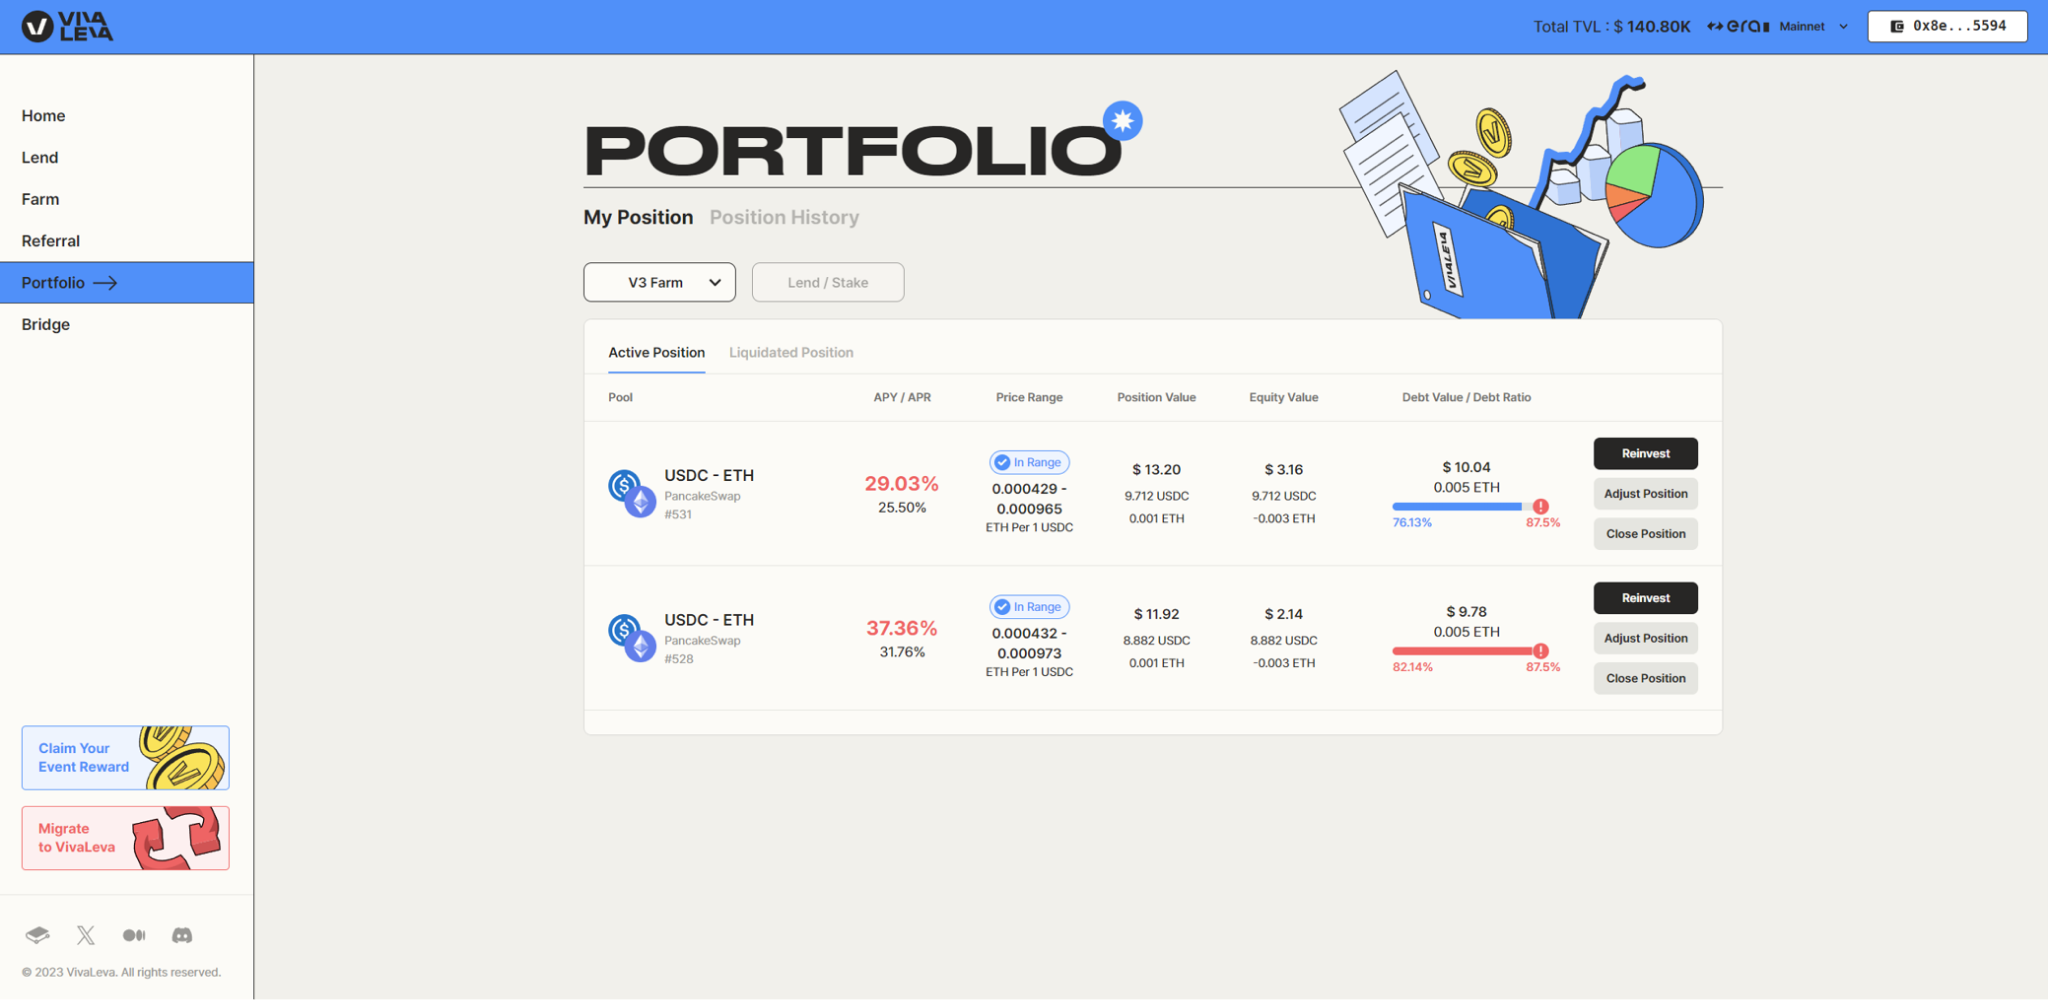 VIVA
LEVA
Total TVL : $ 140.80K
era
Mainnet
0x8e...5594
Home
Lend
Farm
Referral
Portfolio
Bridge
PORTFOLIO
VIVALEVA
My Position
Position History
V3 Farm
Lend / Stake
Active Position
Liquidated Position
Pool
APY / APR
Price Range
Position Value
Equity Value
Debt Value / Debt Ratio
USDC - ETH
PancakeSwap
#531
29.03%
25.50%
In Range
0.000429 -
0.000965
ETH Per 1 USDC
$ 13.20
9.712 USDC
0.001 ETH
$ 3.16
9.712 USDC
-0.003 ETH
$ 10.04
0.005 ETH
76.13%
87.5%
Reinvest
Adjust Position
Close Position
USDC - ETH
PancakeSwap
#528
37.36%
31.76%
In Range
0.000432 -
0.000973
ETH Per 1 USDC
$ 11.92
8.882 USDC
0.001 ETH
$ 2.14
8.882 USDC
-0.003 ETH
$ 9.78
0.005 ETH
82.14%
87.5%
Reinvest
Adjust Position
Close Position
Claim Your
Event Reward
Migrate
to VivaLeva
© 2023 VivaLeva. All rights reserved.